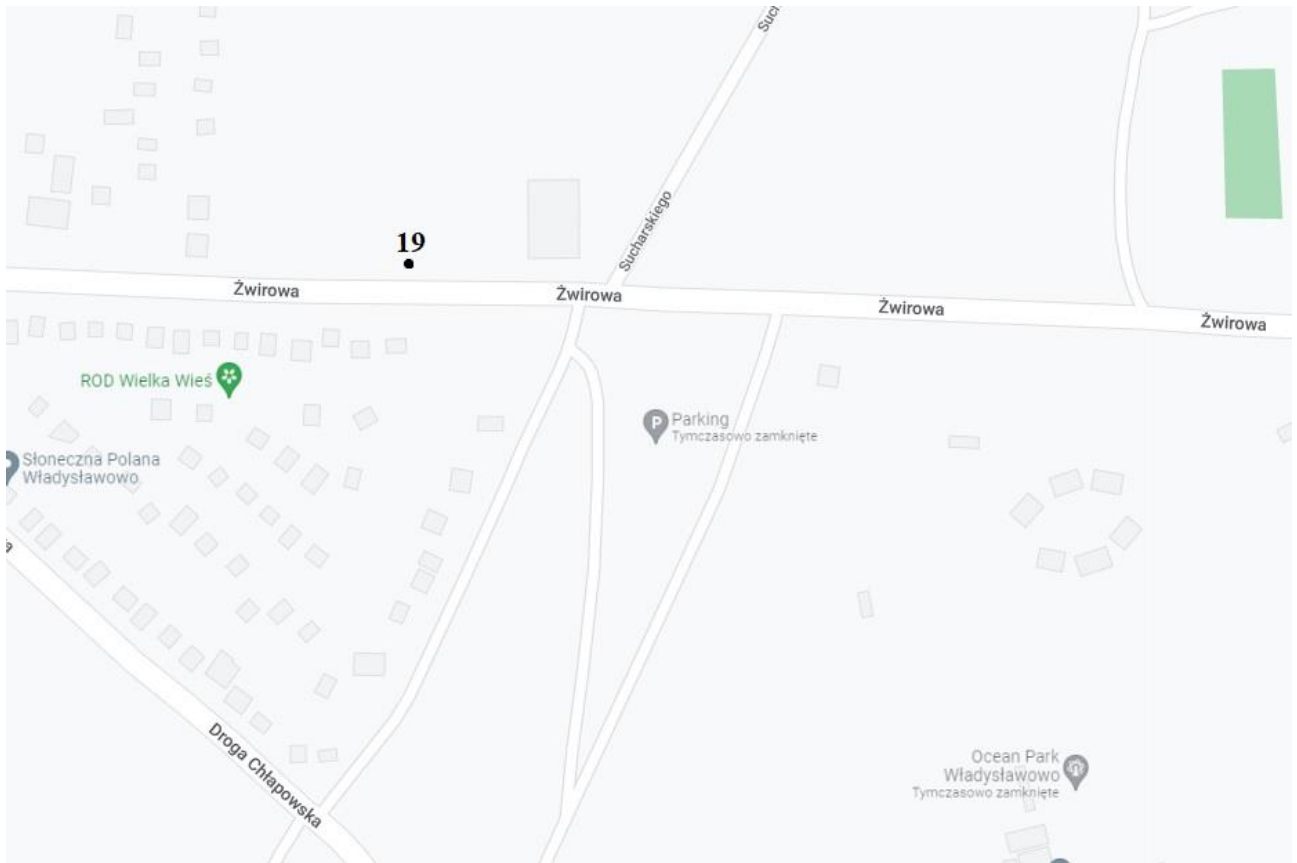 Sucharskiego
19
Żwirowa
Żwirowa
Żwirowa
Żwirowa
ROD Wielka Wieś
P
Parking
Tymczasowo zamknięte
Słoneczna Polana
Władysławowo
Droga Chłapowska
Ocean Park
Władysławowo
Tymczasowo zamknięte